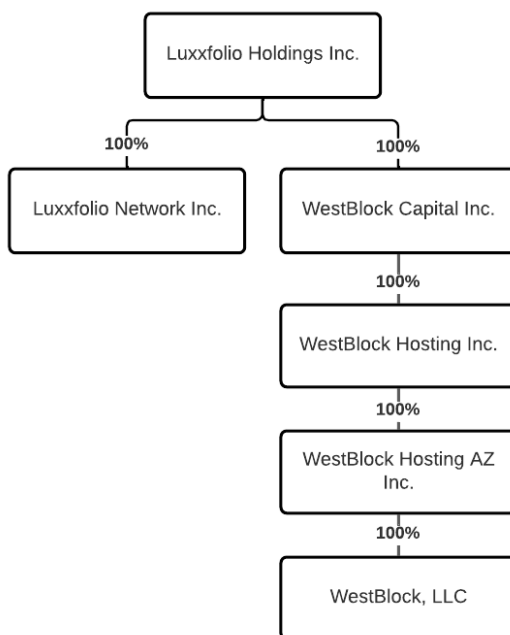 Luxxfolio Holdings Inc.
100%
100%
Luxxfolio Network Inc.
WestBlock Capital Inc.
100%
WestBlock Hosting Inc.
100%
WestBlock Hosting AZ
Inc.
100%
WestBlock, LLC